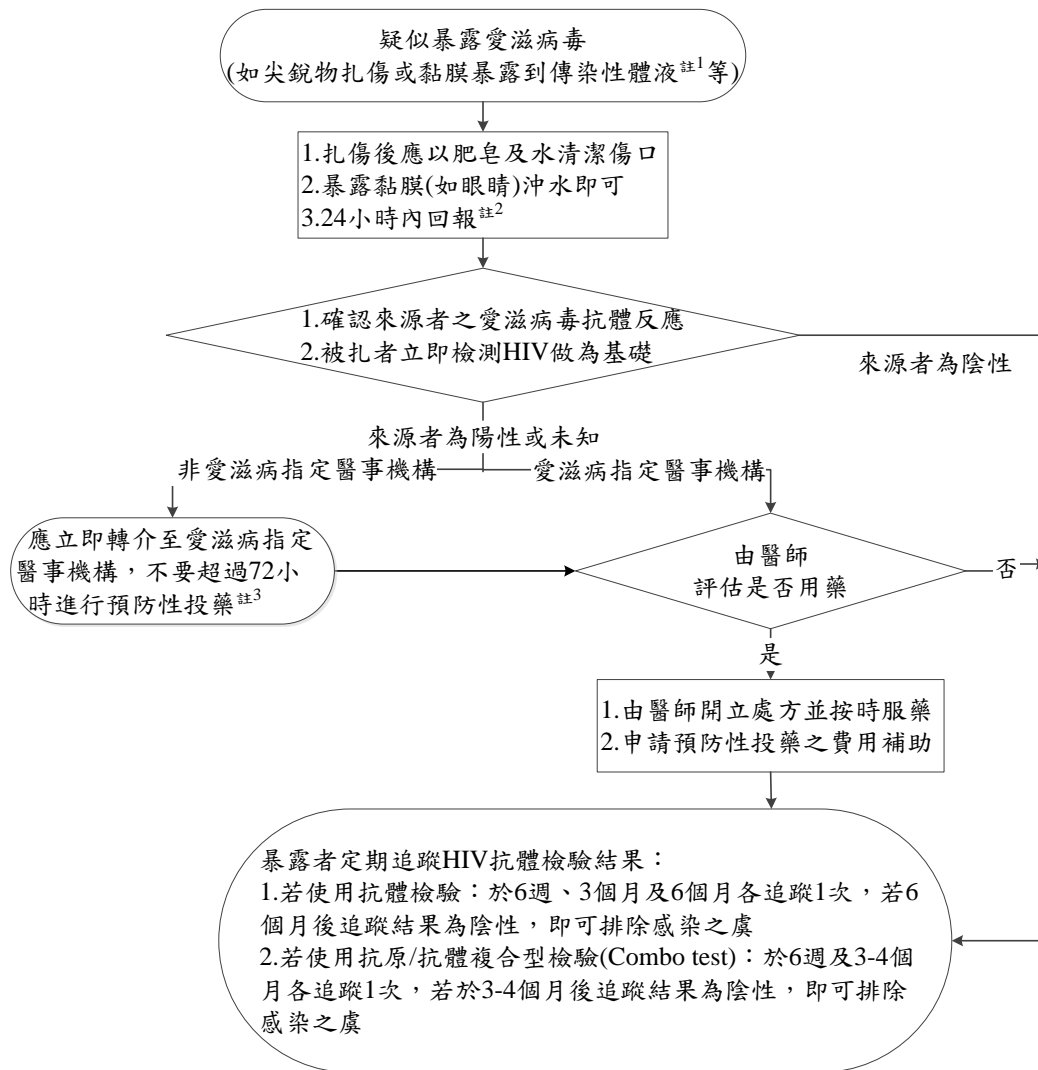 疑似暴露愛滋病毒
(如尖銳物扎傷或黏膜暴露到傳染性體液註1等)
1.扎傷後應以肥皂及水清潔傷口
2.暴露黏膜(如眼睛)沖水即可
3.24小時內回報註2
1.確認來源者之愛滋病毒抗體反應
2.被扎者立即檢測HIV做為基礎
來源者為陰性
來源者為陽性或未知
非愛滋病指定醫事機構
愛滋病指定醫事機構
應立即轉介至愛滋病指定
醫事機構，不要超過72小
時進行預防性投藥註3
由醫師
評估是否用藥
否
是
1.由醫師開立處方並按時服藥
2.申請預防性投藥之費用補助
暴露者定期追蹤HIV抗體檢驗結果：
1.若使用抗體檢驗：於6週、3個月及6個月各追蹤1次，若6
個月後追蹤結果為陰性，即可排除感染之虞
2.若使用抗原/抗體複合型檢驗(Combo test)：於6週及3-4個
月各追蹤1次，若於3-4個月後追蹤結果為陰性，即可排除
感染之虞